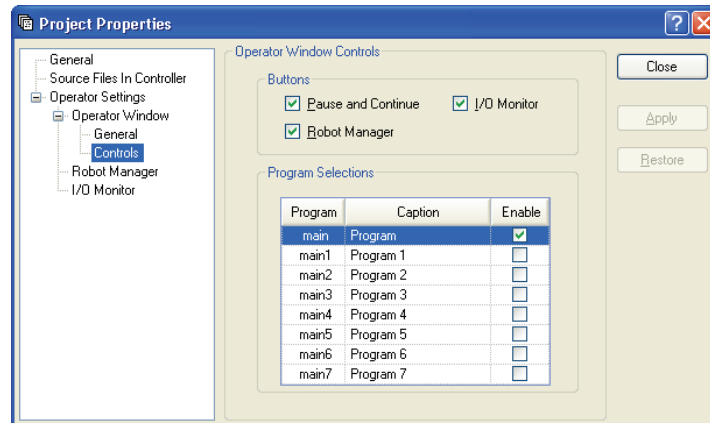 Project Properties
General
Source Files In Controller
Operator Settings
Operator Window
General
Controls
Robot Manager
I/O Monitor
Operator Window Controls
Buttons
Pause and Continue
I/O Monitor
Robot Manager
Program Selections
Program Caption Enable
main Program
main1 Program 1
main2 Program 2
main3 Program 3
main4 Program 4
main5 Program 5
main6 Program 6
main7 Program 7
Close
Apply
Restore